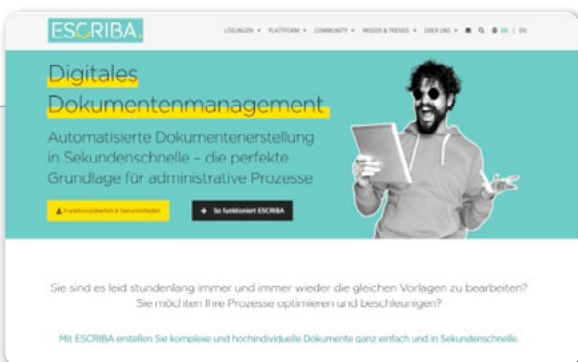 ESCRIBA.
LÖSUNGEN PLATTFORM COMMUNITY WISSEN & TRENDS ÜBER UNS DE | EN
Digitales
Dokumentenmanagement
Automatisierte Dokumentenerstellung
in Sekundenschnelle – die perfekte
Grundlage für administrative Prozesse
Funktionsüberblick herunterladen → So funktioniert ESCRIBA
Sie sind es leid stundenlang immer und immer wieder die gleichen Vorlagen zu bearbeiten?
Sie möchten Ihre Prozesse optimieren und beschleunigen?
Mit ESCRIBA erstellen Sie komplexe und hochindividuelle Dokumente ganz einfach und in Sekundenschnelle.